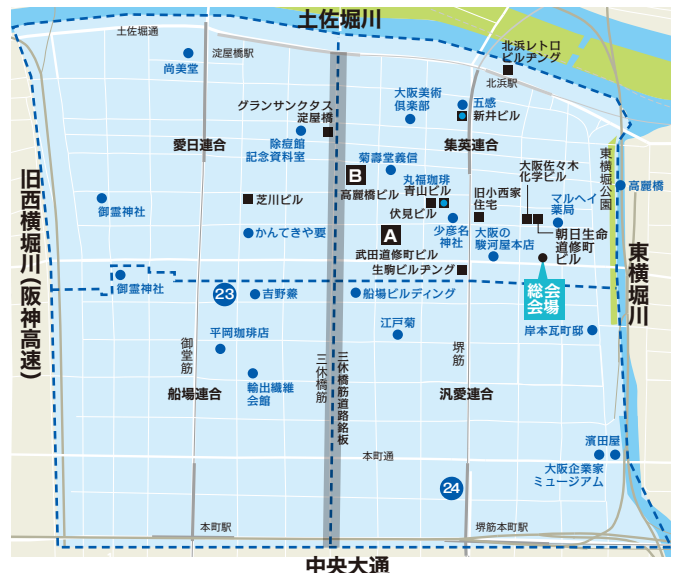 土佐堀川
土佐堀通
淀屋橋駅
尚美堂
北浜レトロ
ビルヂング
北浜駅
大阪美術
倶楽部
五感
新井ビル
グランサンクタス
淀屋橋
愛日連合
除痘館
記念資料室
集英連合
菊壽堂義信
B
高麗橋ビル
丸福珈琲
青山ビル
伏見ビル
旧小西家
住宅
大阪佐々木
化学ビル
マルヘイ
薬局
東横堀公園
高麗橋
旧西横堀川(阪神高速)
御霊神社
芝川ビル
かんてきや要
A
武田道修町ビル
少彦名
神社
大阪の
駿河屋本店
朝日生命
道修町
ビル
生駒ビルヂング
東横堀川
御霊神社
23
吉野薬
船場ビルディング
総会
会場
平岡珈琲店
江戸菊
岸本瓦町邸
御堂筋
三休橋筋
三休橋筋道路銘板
堺筋
輸出繊維
会館
船場連合
汎愛連合
濱田屋
本町通
大阪企業家
ミュージアム
24
本町駅
堺筋本町駅
中央大通